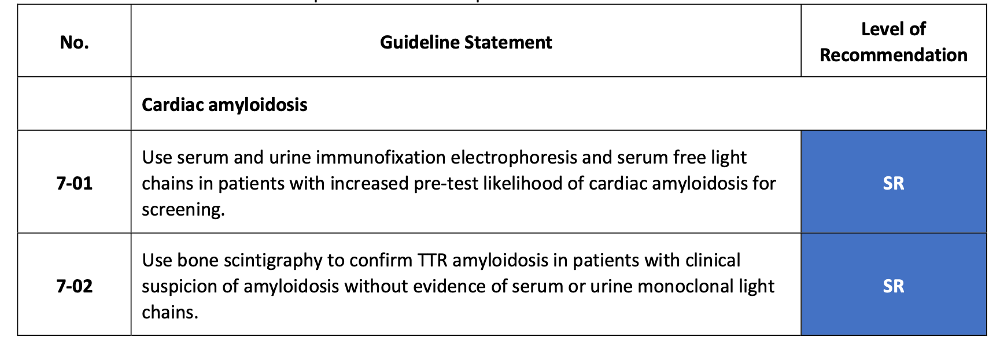 No.
Guideline Statement
Level of
Recommendation
Cardiac amyloidosis
7-01
Use serum and urine immunofixation electrophoresis and serum free light
chains in patients with increased pre-test likelihood of cardiac amyloidosis for
screening.
SR
7-02
Use bone scintigraphy to confirm TTR amyloidosis in patients with clinical
suspicion of amyloidosis without evidence of serum or urine monoclonal light
chains.
SR